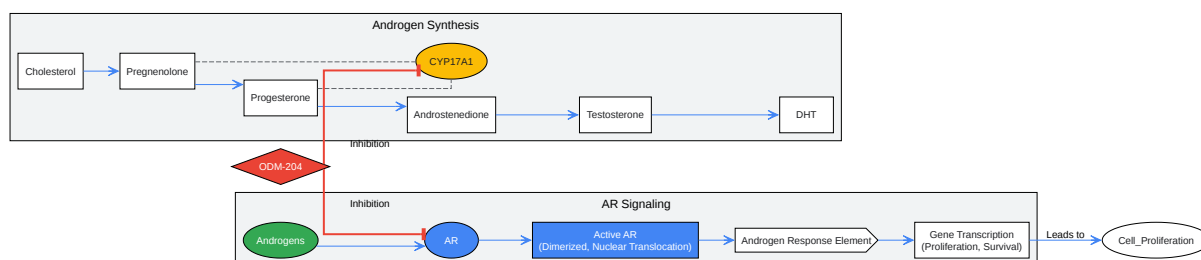 Androgen Synthesis
Cholesterol
Pregnenolone
CYP17A1
Progesterone
Androstenedione
Testosterone
DHT
Inhibition
ODM-204
Inhibition
AR Signaling
Androgens
AR
Active AR
(Dimerized, Nuclear Translocation)
Androgen Response Element
Gene Transcription
(Proliferation, Survival)
Leads to
Cell_Proliferation